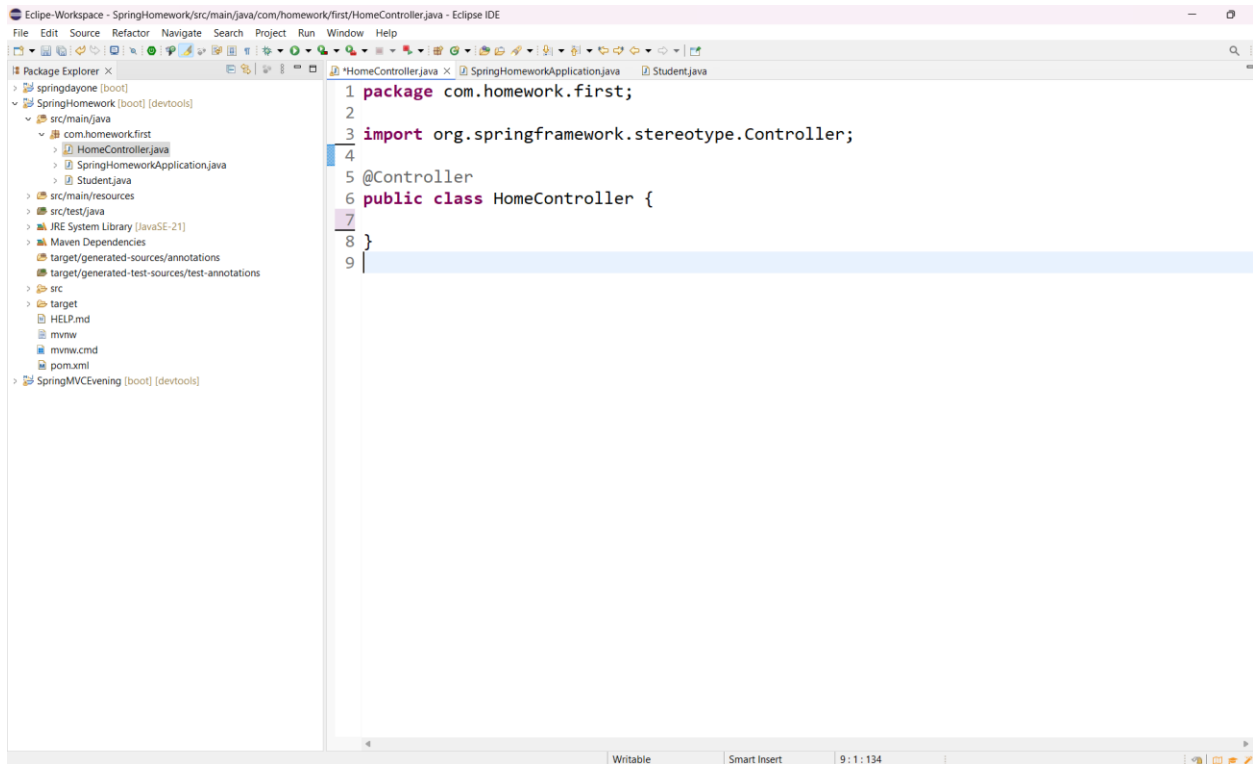 Eclipe-Workspace - SpringHomework/src/main/java/com/homework/first/HomeController.java - Eclipse IDE
File Edit Source Refactor Navigate Search Project Run Window Help
Package Explorer
*HomeController.java SpringHomeworkApplication.java Student.java
springdayone [boot]
SpringHomework [boot] [devtools]
src/main/java
com.homework.first
HomeController.java
SpringHomeworkApplication.java
Student.java
src/main/resources
src/test/java
JRE System Library [JavaSE-21]
Maven Dependencies
target/generated-sources/annotations
target/generated-test-sources/test-annotations
src
target
HELP.md
mvnw
mvnw.cmd
pom.xml
SpringMVCEvening [boot] [devtools]
1 package com.homework.first;
2
3 import org.springframework.stereotype.Controller;
4
5 @Controller
6 public class HomeController {
7
8 }
9
Writable Smart Insert 9 : 1 : 134